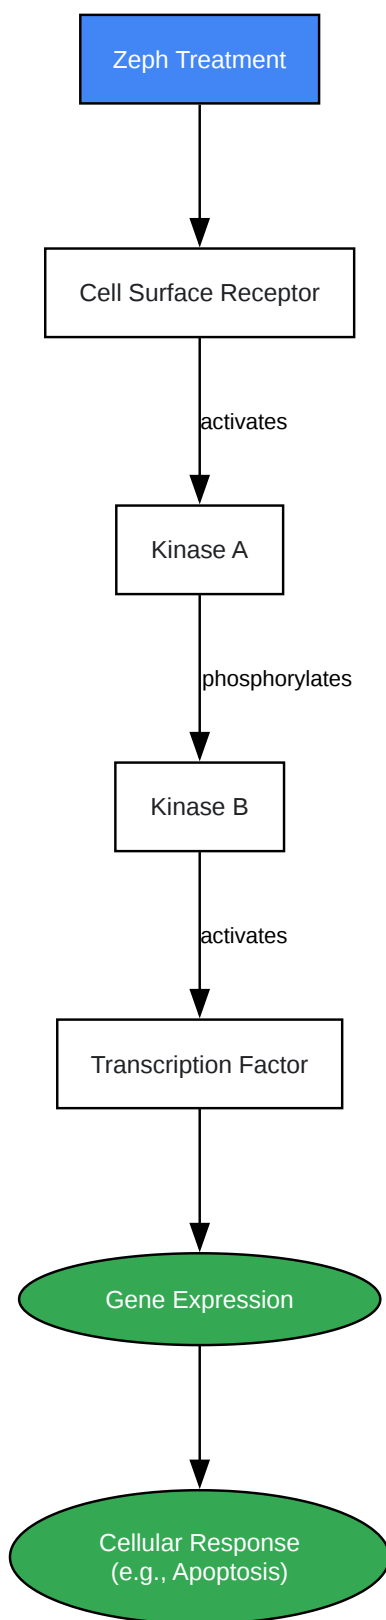 Zeph Treatment
Cell Surface Receptor
activates
Kinase A
phosphorylates
Kinase B
activates
Transcription Factor
Gene Expression
Cellular Response
(e.g., Apoptosis)